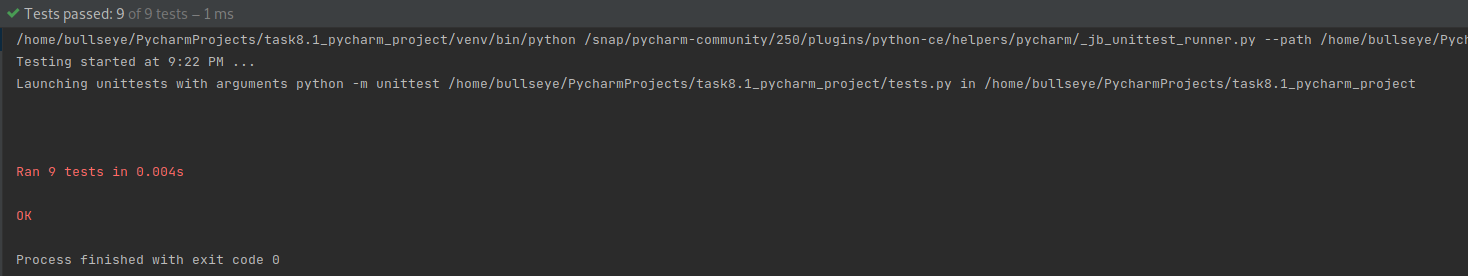 Tests passed: 9 of 9 tests – 1 ms
/home/bullseye/PycharmProjects/task8.1_pycharm_project/venv/bin/python /snap/pycharm-community/250/plugins/python-ce/helpers/pycharm/_jb_unittest_runner.py --path /home/bullseye/Pyc
Testing started at 9:22 PM ...
Launching unittests with arguments python -m unittest /home/bullseye/PycharmProjects/task8.1_pycharm_project/tests.py in /home/bullseye/PycharmProjects/task8.1_pycharm_project
Ran 9 tests in 0.004s
OK
Process finished with exit code 0